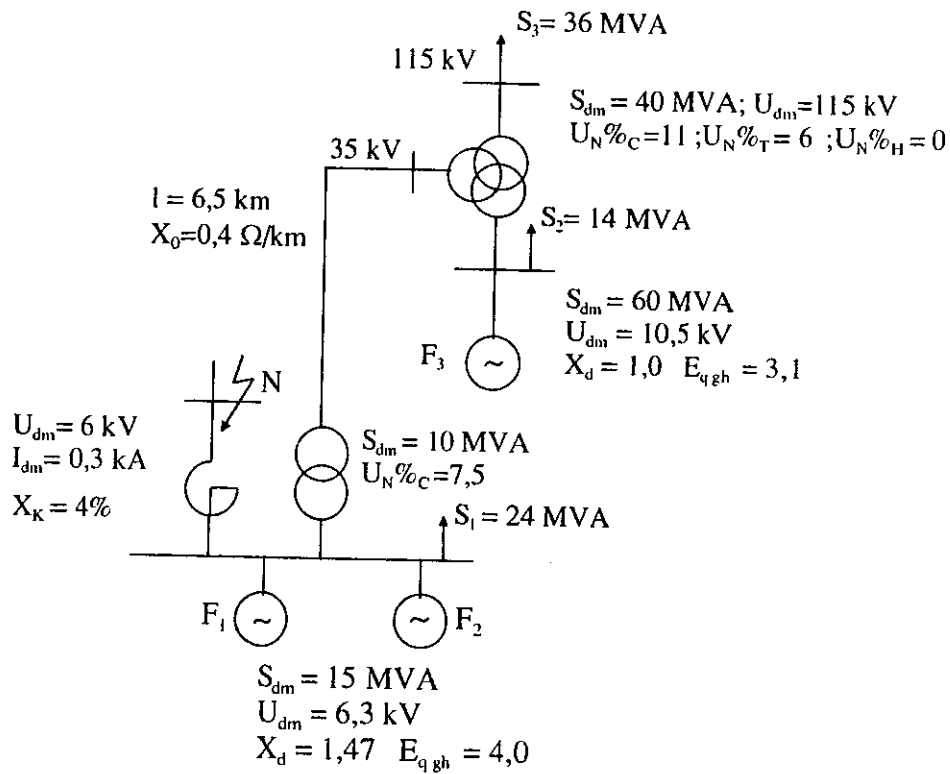 S₃= 36 MVA
115 kV
S_dm = 40 MVA; U_dm=115 kV
U_N%_C=11 ;U_N%_T= 6 ;U_N%_H=0
35 kV
l = 6,5 km
X₀=0,4 Ω/km
S₂= 14 MVA
S_dm = 60 MVA
U_dm = 10,5 kV
X_d = 1,0 E_q gh = 3,1
F₃
~
N
U_dm= 6 kV
I_dm= 0,3 kA
X_K = 4%
S_dm = 10 MVA
U_N%_C=7,5
S₁ = 24 MVA
F₁
~
~
F₂
S_dm = 15 MVA
U_dm = 6,3 kV
X_d = 1,47 E_q gh = 4,0